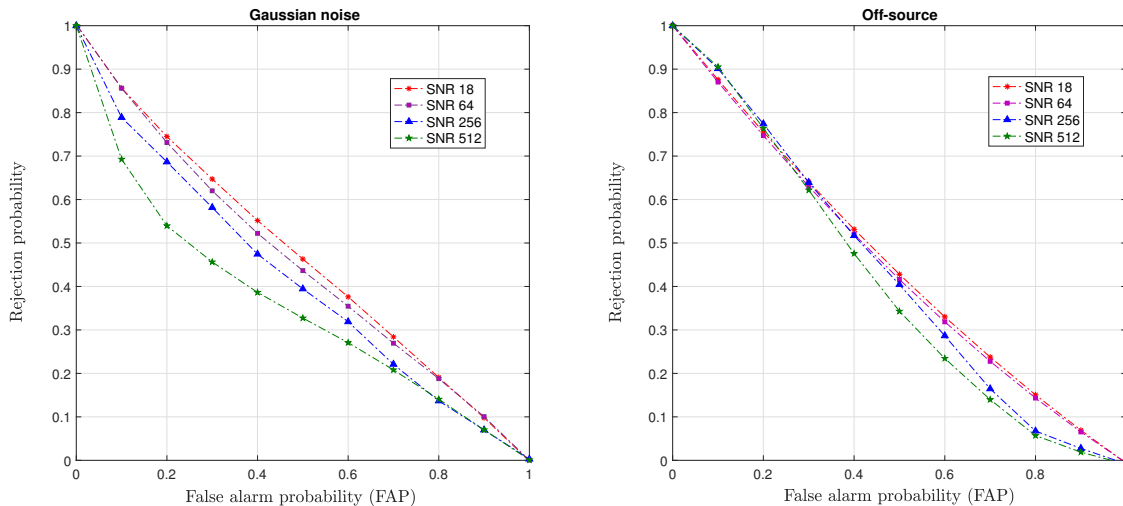 Gaussian noise
1
0.9
0.8
0.7
0.6
0.5
0.4
0.3
0.2
0.1
0
0
0.2
0.4
0.6
0.8
1
Rejection probability
False alarm probability (FAP)
SNR 18
SNR 64
SNR 256
SNR 512
Off-source
1
0.9
0.8
0.7
0.6
0.5
0.4
0.3
0.2
0.1
0
0
0.2
0.4
0.6
0.8
Rejection probability
False alarm probability (FAP)
SNR 18
SNR 64
SNR 256
SNR 512